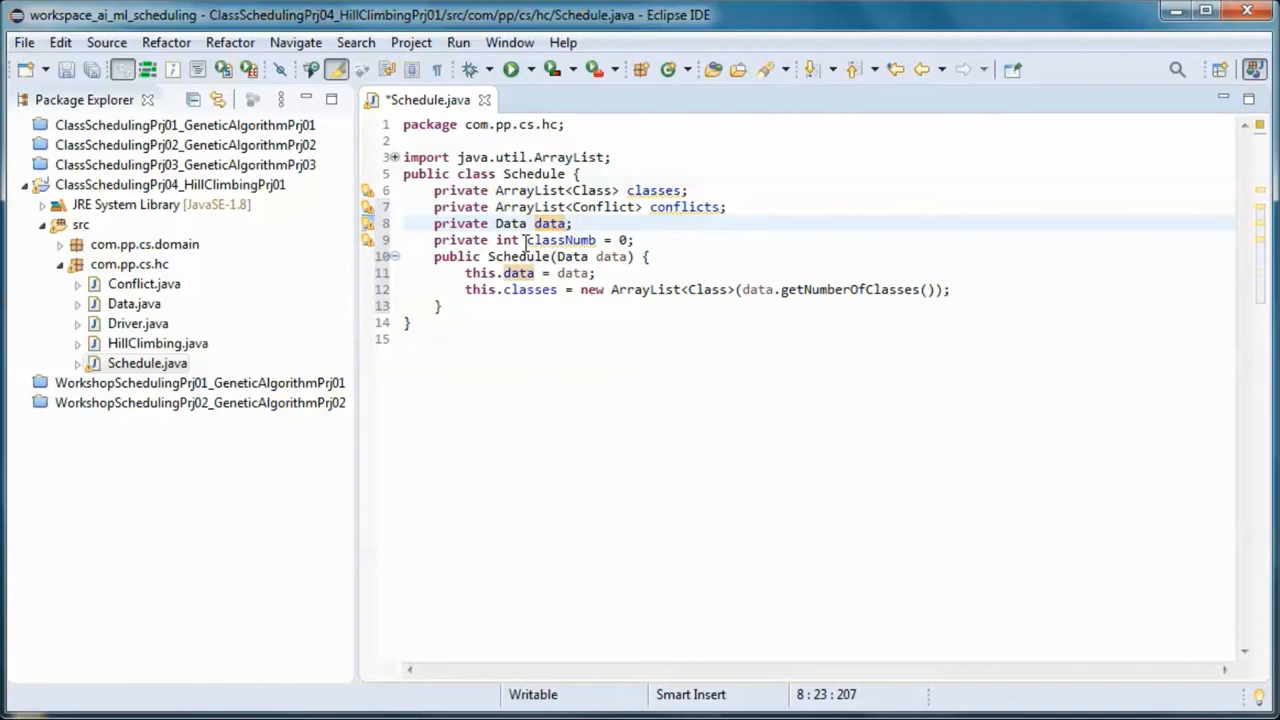 workspace_ai_ml_scheduling - ClassSchedulingPrj04_HillClimbingPrj01/src/com/pp/cs/hc/Schedule.java - Eclipse IDE
File Edit Source Refactor Refactor Navigate Search Project Run Window Help
Package Explorer
ClassSchedulingPrj01_GeneticAlgorithmPrj01
ClassSchedulingPrj02_GeneticAlgorithmPrj02
ClassSchedulingPrj03_GeneticAlgorithmPrj03
ClassSchedulingPrj04_HillClimbingPrj01
JRE System Library [JavaSE-1.8]
src
com.pp.cs.domain
com.pp.cs.hc
Conflict.java
Data.java
Driver.java
HillClimbing.java
Schedule.java
WorkshopSchedulingPrj01_GeneticAlgorithmPrj01
WorkshopSchedulingPrj02_GeneticAlgorithmPrj02
*Schedule.java
1 package com.pp.cs.hc;
2
3 import java.util.ArrayList;
5 public class Schedule {
6 private ArrayList<Class> classes;
7 private ArrayList<Conflict> conflicts;
8 private Data data;
9 private int classNumb = 0;
10 public Schedule(Data data) {
11 this.data = data;
12 this.classes = new ArrayList<Class>(data.getNumberOfClasses());
13 }
14 }
15
Writable Smart Insert 8 : 23 : 207